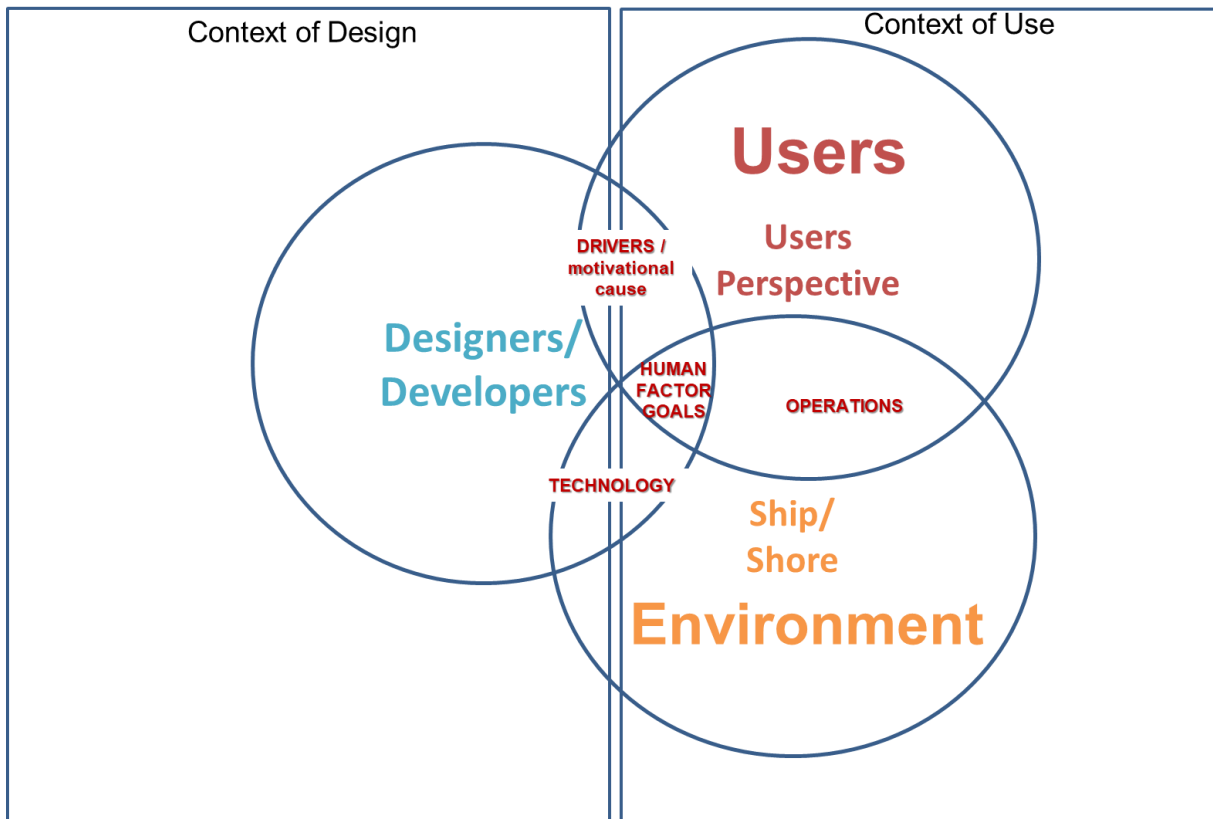 Context of Design
Context of Use
Users
Users
Perspective
DRIVERS /
motivational
cause
Designers/
Developers
HUMAN
FACTOR
GOALS
OPERATIONS
TECHNOLOGY
Ship/
Shore
Environment